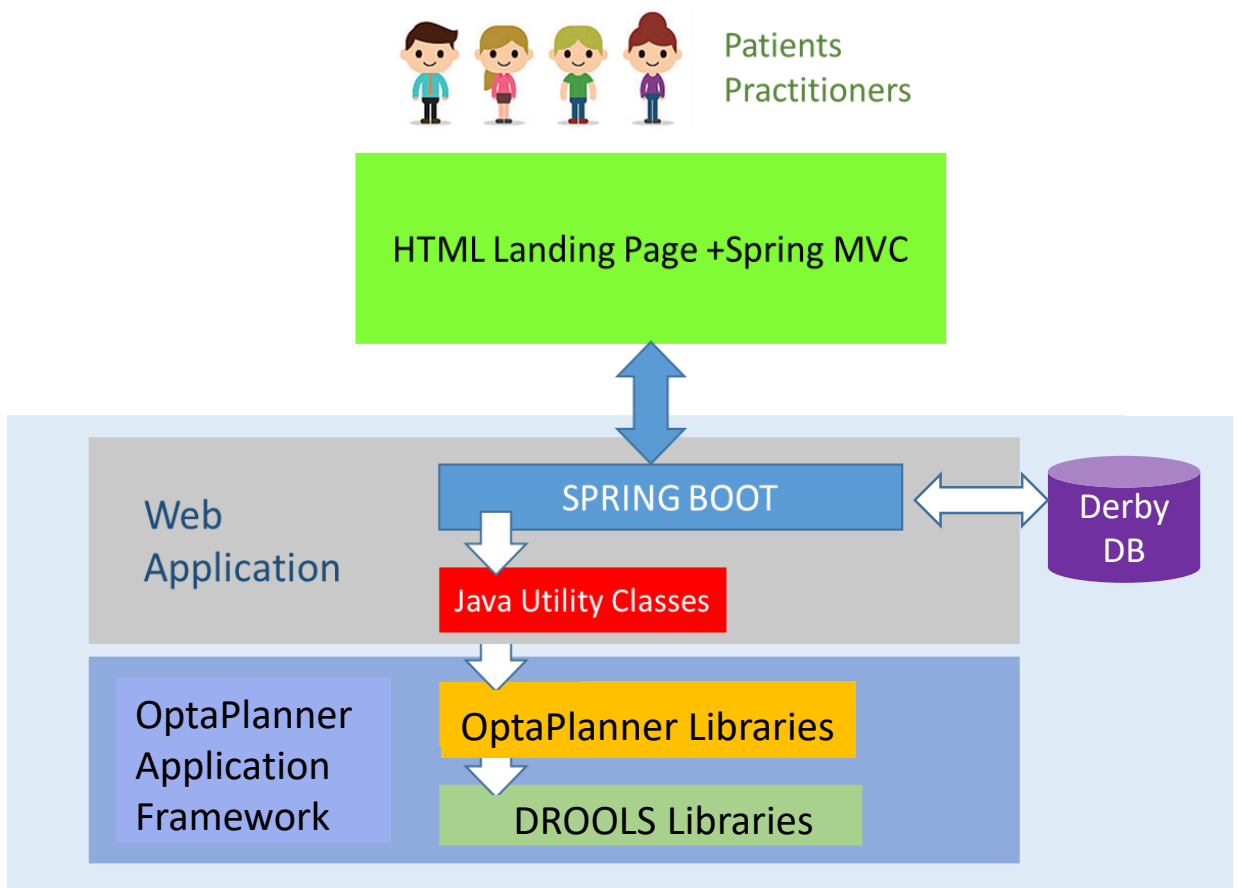 Patients
Practitioners
HTML Landing Page +Spring MVC
SPRING BOOT
Web
Application
Derby
DB
Java Utility Classes
OptaPlanner
Application
Framework
OptaPlanner Libraries
DROOLS Libraries